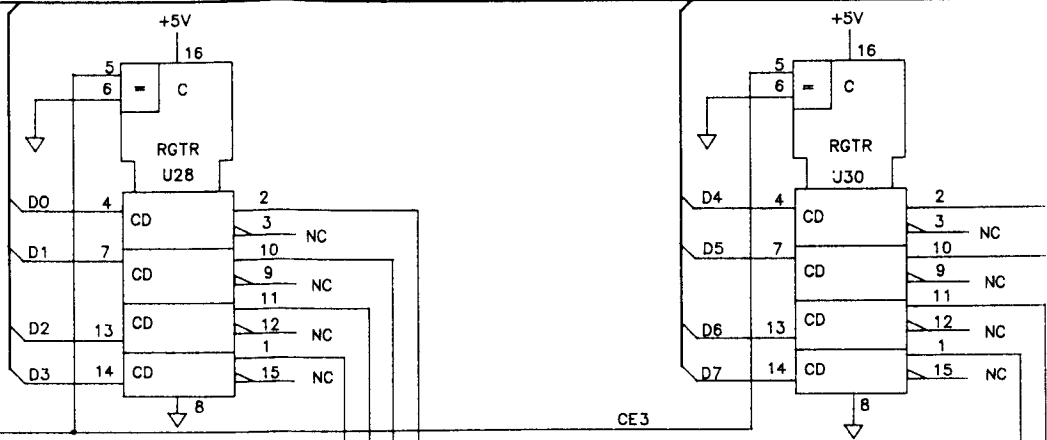 +5V
16
5
6
=
C
RGTR
U28
D0
4
CD
2
3
NC
D1
7
CD
10
9
NC
D2
13
CD
11
12
NC
D3
14
CD
1
15
NC
8
CE3
+5V
16
5
6
=
C
RGTR
U30
D4
4
CD
2
3
NC
D5
7
CD
10
9
NC
D6
13
CD
11
12
NC
D7
14
CD
1
15
NC
8